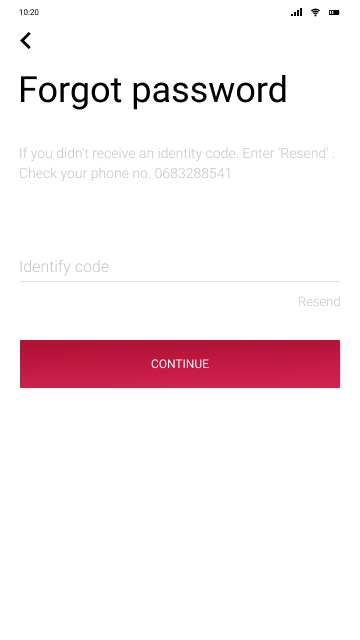 10:20
Forgot password
If you didn't receive an identity code. Enter 'Resend' .
Check your phone no. 0683288541
Identify code
Resend
CONTINUE